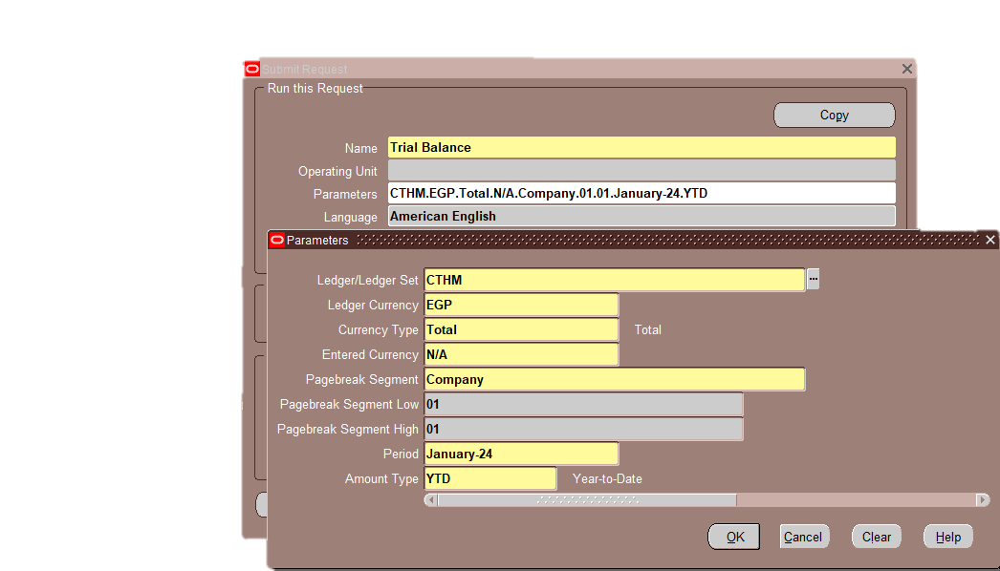 Submit Request
Run this Request
Copy
Name Trial Balance
Operating Unit
Parameters CTHM.EGP.Total.N/A.Company.01.01.January-24.YTD
Language American English
Parameters
Ledger/Ledger Set CTHM ...
Ledger Currency EGP
Currency Type Total Total
Entered Currency N/A
Pagebreak Segment Company
Pagebreak Segment Low 01
Pagebreak Segment High 01
Period January-24
Amount Type YTD Year-to-Date
OK Cancel Clear Help